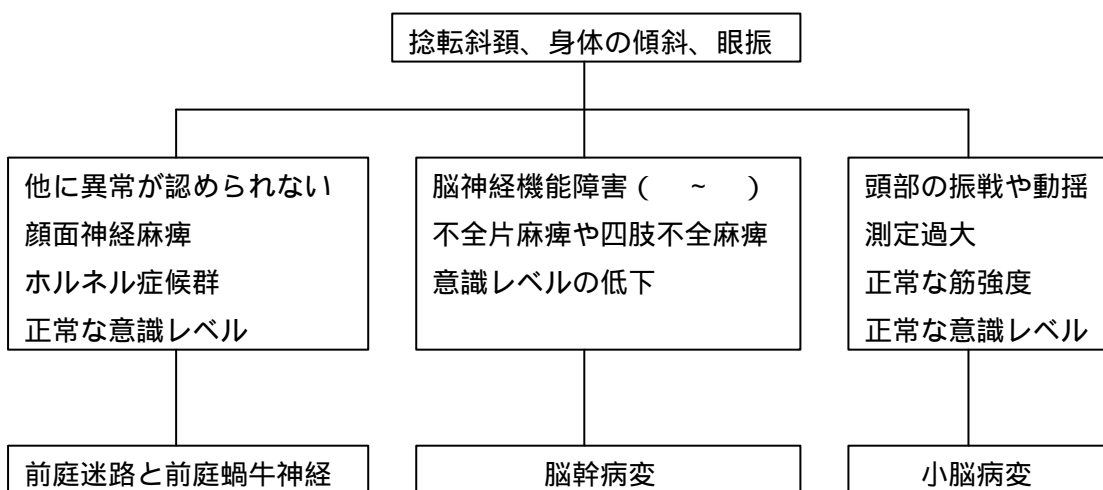 捻転斜頚、身体の傾斜、眼振
他に異常が認められない
顔面神経麻痺
ホルネル症候群
正常な意識レベル
脳神経機能障害(　~　)
不全片麻痺や四肢不全麻痺
意識レベルの低下
頭部の振戦や動揺
測定過大
正常な筋強度
正常な意識レベル
前庭迷路と前庭蝸牛神経
脳幹病変
小脳病変